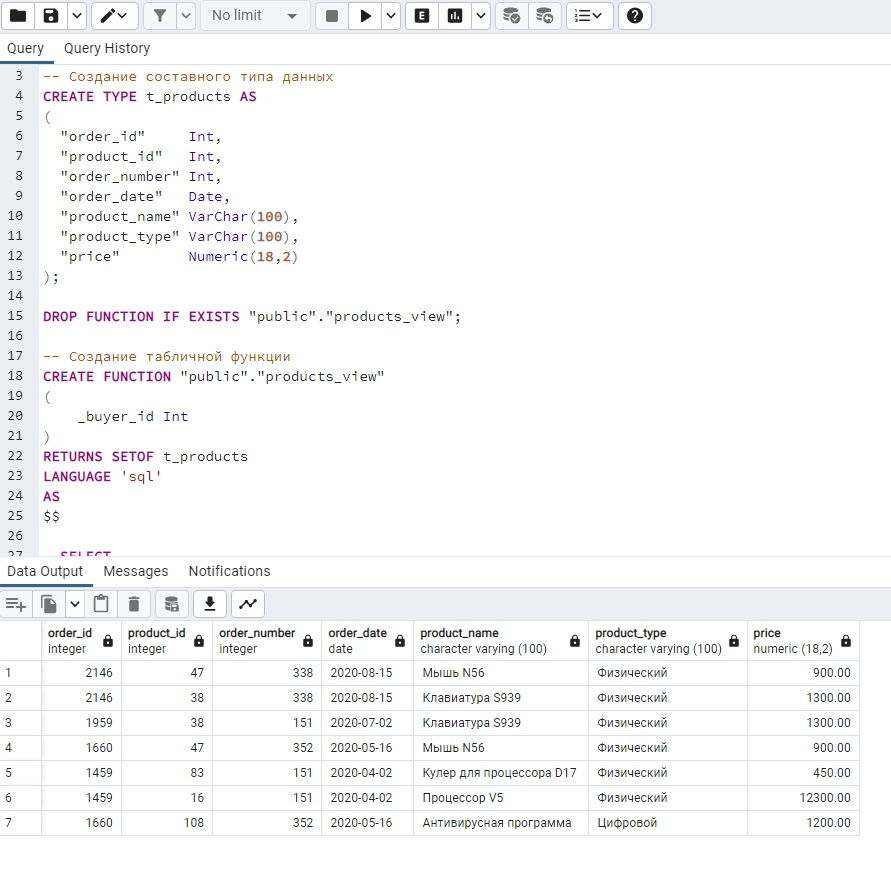 No limit
E
Query Query History
3 -- Создание составного типа данных
4 CREATE TYPE t_products AS
5 (
6 "order_id" Int,
7 "product_id" Int,
8 "order_number" Int,
9 "order_date" Date,
10 "product_name" VarChar(100),
11 "product_type" VarChar(100),
12 "price" Numeric(18,2)
13 );
14
15 DROP FUNCTION IF EXISTS "public"."products_view";
16
17 -- Создание табличной функции
18 CREATE FUNCTION "public"."products_view"
19 (
20 _buyer_id Int
21 )
22 RETURNS SETOF t_products
23 LANGUAGE 'sql'
24 AS
25 $$
26
27 SELECT
Data Output Messages Notifications
order_id product_id order_number order_date product_name product_type price
integer integer integer date character varying (100) character varying (100) numeric (18,2)
1 2146 47 338 2020-08-15 Мышь N56 Физический 900.00
2 2146 38 338 2020-08-15 Клавиатура S939 Физический 1300.00
3 1959 38 151 2020-07-02 Клавиатура S939 Физический 1300.00
4 1660 47 352 2020-05-16 Мышь N56 Физический 900.00
5 1459 83 151 2020-04-02 Кулер для процессора D17 Физический 450.00
6 1459 16 151 2020-04-02 Процессор V5 Физический 12300.00
7 1660 108 352 2020-05-16 Антивирусная программа Цифровой 1200.00